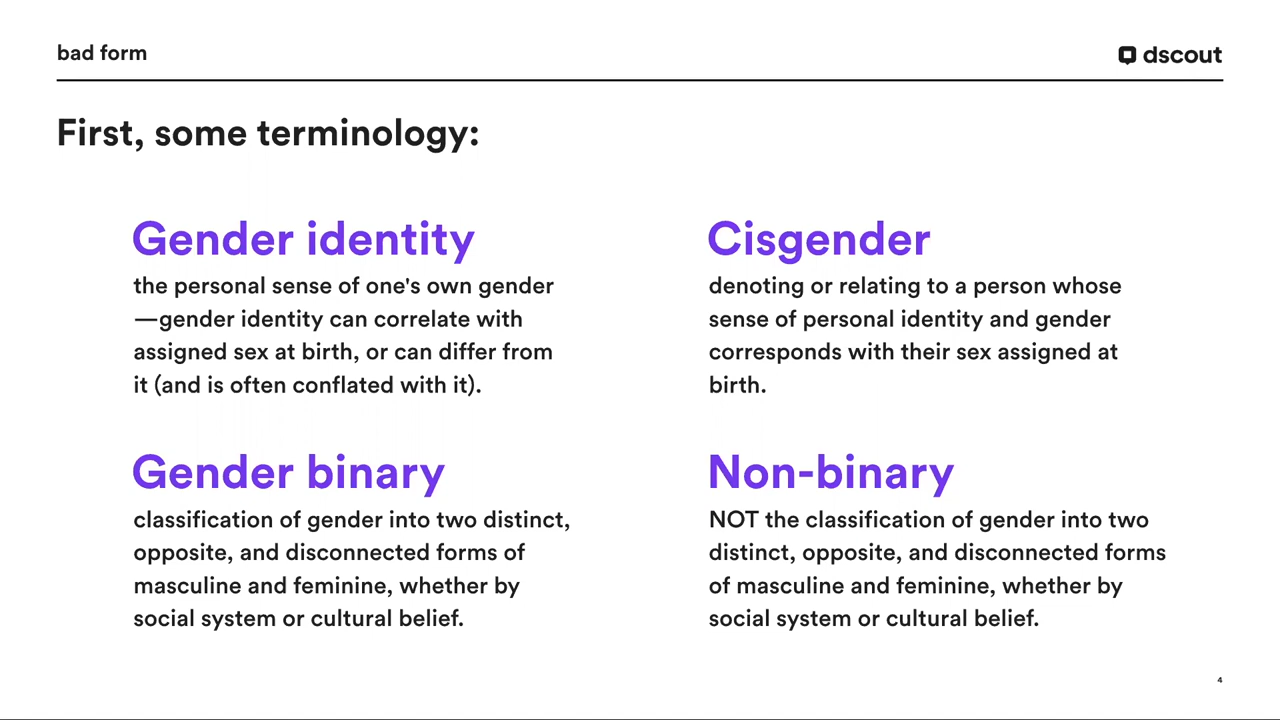 bad form
dscout
First, some terminology:
Gender identity
the personal sense of one's own gender
—gender identity can correlate with
assigned sex at birth, or can differ from
it (and is often conflated with it).
Cisgender
denoting or relating to a person whose
sense of personal identity and gender
corresponds with their sex assigned at
birth.
Gender binary
classification of gender into two distinct,
opposite, and disconnected forms of
masculine and feminine, whether by
social system or cultural belief.
Non-binary
NOT the classification of gender into two
distinct, opposite, and disconnected forms
of masculine and feminine, whether by
social system or cultural belief.
4